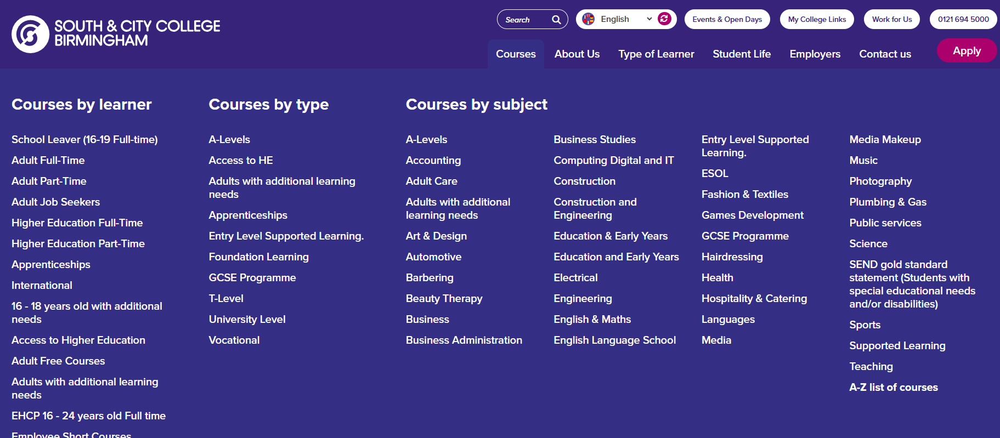 SOUTH & CITY COLLEGE
BIRMINGHAM
Search
English
Events & Open Days
My College Links
Work for Us
0121 694 5000
Courses
About Us
Type of Learner
Student Life
Employers
Contact us
Apply
Courses by learner
School Leaver (16-19 Full-time)
Adult Full-Time
Adult Part-Time
Adult Job Seekers
Higher Education Full-Time
Higher Education Part-Time
Apprenticeships
International
16 - 18 years old with additional
needs
Access to Higher Education
Adult Free Courses
Adults with additional learning
needs
EHCP 16 - 24 years old Full time
Employee Short Courses
Courses by type
A-Levels
Access to HE
Adults with additional learning
needs
Apprenticeships
Entry Level Supported Learning.
Foundation Learning
GCSE Programme
T-Level
University Level
Vocational
Courses by subject
A-Levels
Accounting
Adult Care
Adults with additional
learning needs
Art & Design
Automotive
Barbering
Beauty Therapy
Business
Business Administration
Business Studies
Computing Digital and IT
Construction
Construction and
Engineering
Education & Early Years
Education and Early Years
Electrical
Engineering
English & Maths
English Language School
Entry Level Supported
Learning.
ESOL
Fashion & Textiles
Games Development
GCSE Programme
Hairdressing
Health
Hospitality & Catering
Languages
Media
Media Makeup
Music
Photography
Plumbing & Gas
Public services
Science
SEND gold standard
statement (Students with
special educational needs
and/or disabilities)
Sports
Supported Learning
Teaching
A-Z list of courses